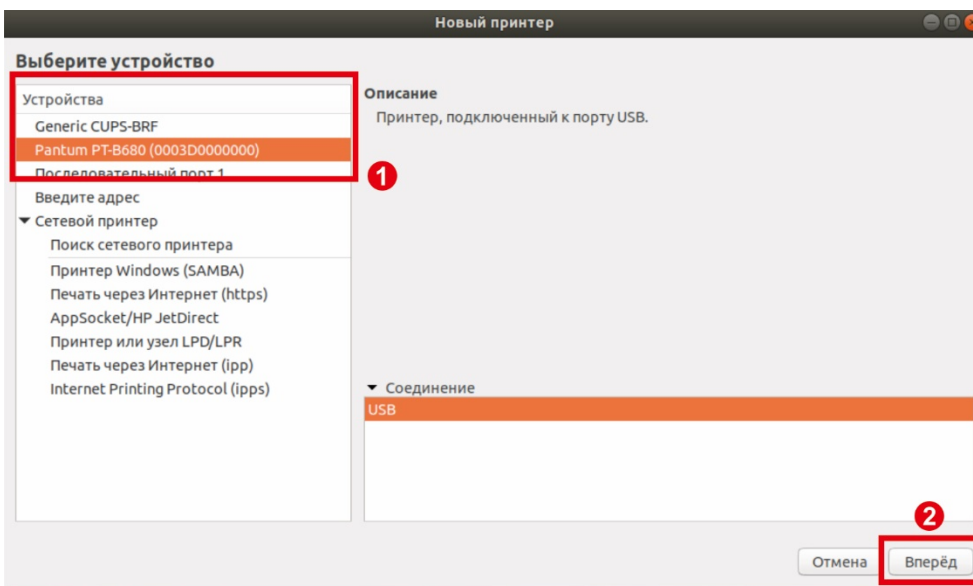 Новый принтер
Выберите устройство
Устройства
Generic CUPS-BRF
Pantum PT-B680 (0003D0000000)
Последовательный порт 1
Введите адрес
Сетевой принтер
Поиск сетевого принтера
Принтер Windows (SAMBA)
Печать через Интернет (https)
AppSocket/HP JetDirect
Принтер или узел LPD/LPR
Печать через Интернет (ipp)
Internet Printing Protocol (ipps)
1
Описание
Принтер, подключенный к порту USB.
Соединение
USB
2
Отмена
Вперёд